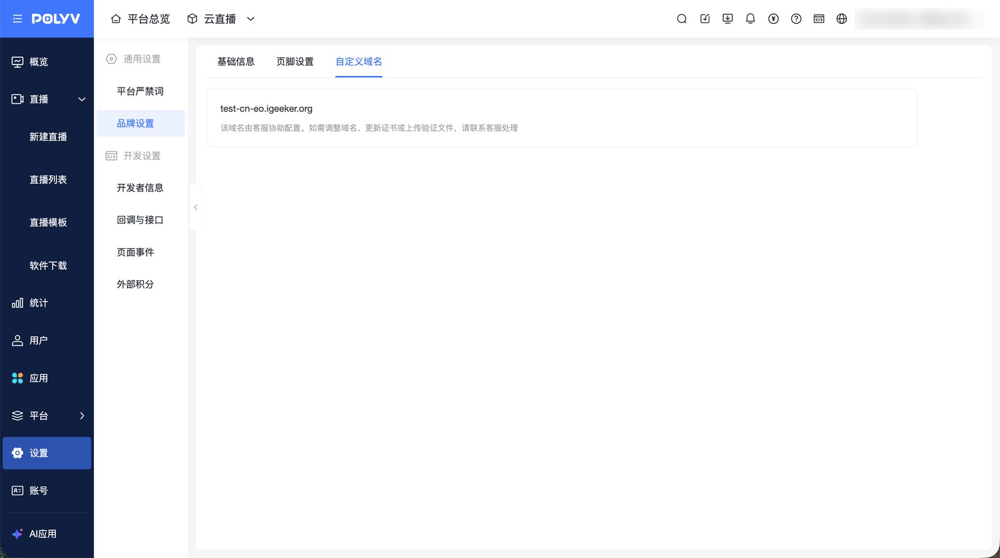 POLYV
平台总览
云直播
概览
直播
新建直播
直播列表
直播模板
软件下载
统计
用户
应用
平台
设置
账号
AI应用
通用设置
平台严禁词
品牌设置
开发设置
开发者信息
回调与接口
页面事件
外部积分
基础信息 页脚设置 自定义域名
test-cn-eo.igeeker.org
该域名由客服协助配置。如需调整域名、更新证书或上传验证文件，请联系客服处理